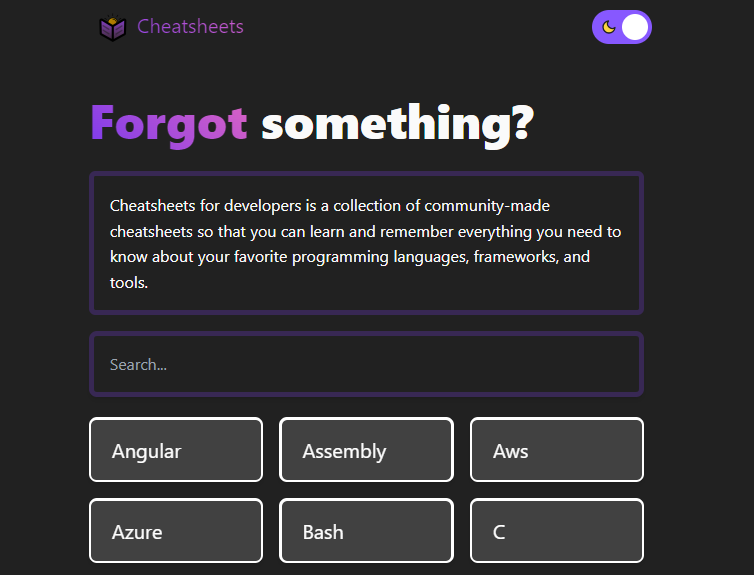 Cheatsheets
Forgot something?
Cheatsheets for developers is a collection of community-made
cheatsheets so that you can learn and remember everything you need to
know about your favorite programming languages, frameworks, and
tools.
Search...
Angular
Assembly
Aws
Azure
Bash
C